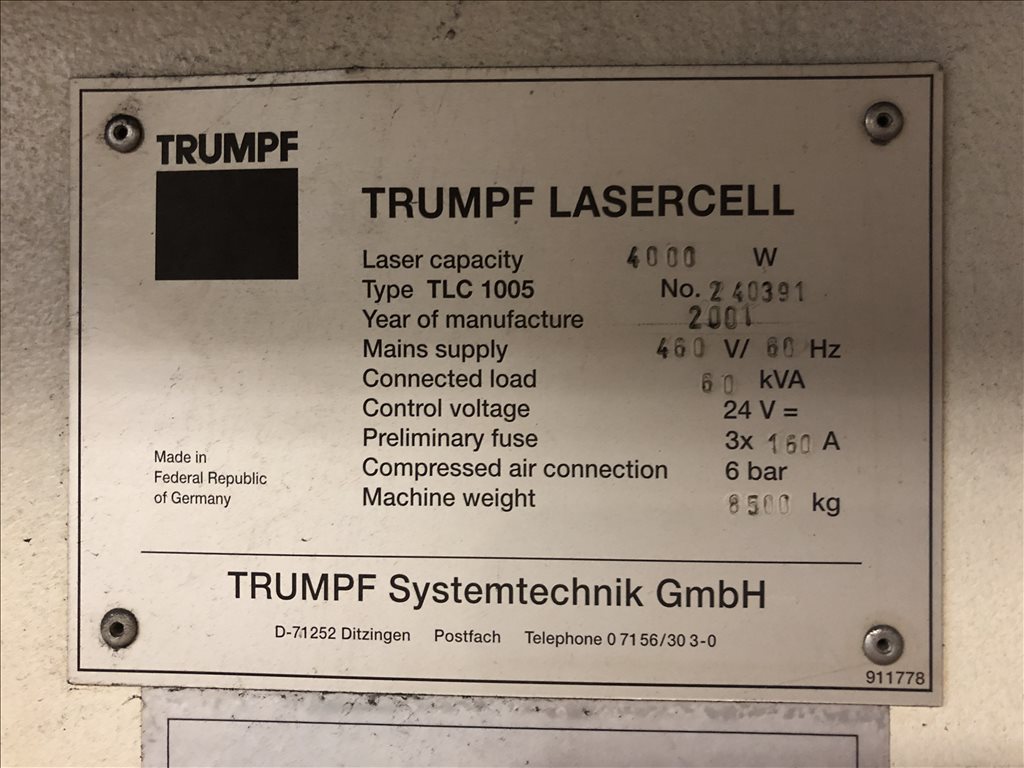 TRUMPF
TRUMPF LASERCELL
Laser capacity 4000 W
Type TLC 1005 No. 240391
Year of manufacture 2001
Mains supply 460 V/ 60 Hz
Connected load 60 kVA
Control voltage 24 V =
Preliminary fuse 3x 160 A
Compressed air connection 6 bar
Machine weight 8500 kg
Made in
Federal Republic
of Germany
TRUMPF Systemtechnik GmbH
D-71252 Ditzingen Postfach Telephone 0 71 56/30 3-0
911778